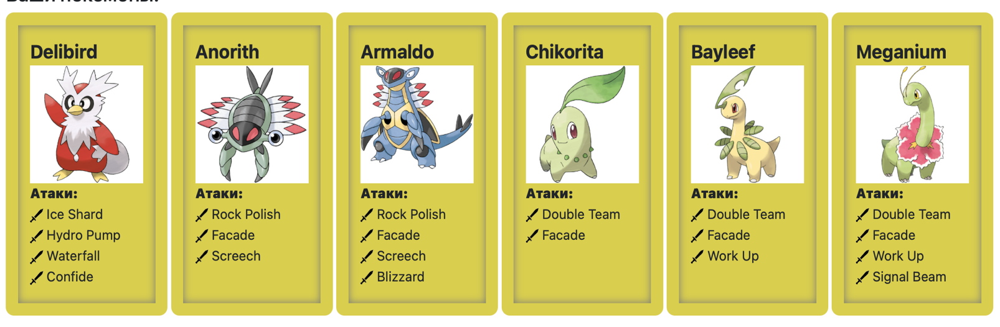 Ваши покемоны:
Delibird
Атаки:
Ice Shard
Hydro Pump
Waterfall
Confide
Anorith
Атаки:
Rock Polish
Facade
Screech
Armaldo
Атаки:
Rock Polish
Facade
Screech
Blizzard
Chikorita
Атаки:
Double Team
Facade
Bayleef
Атаки:
Double Team
Facade
Work Up
Meganium
Атаки:
Double Team
Facade
Work Up
Signal Beam